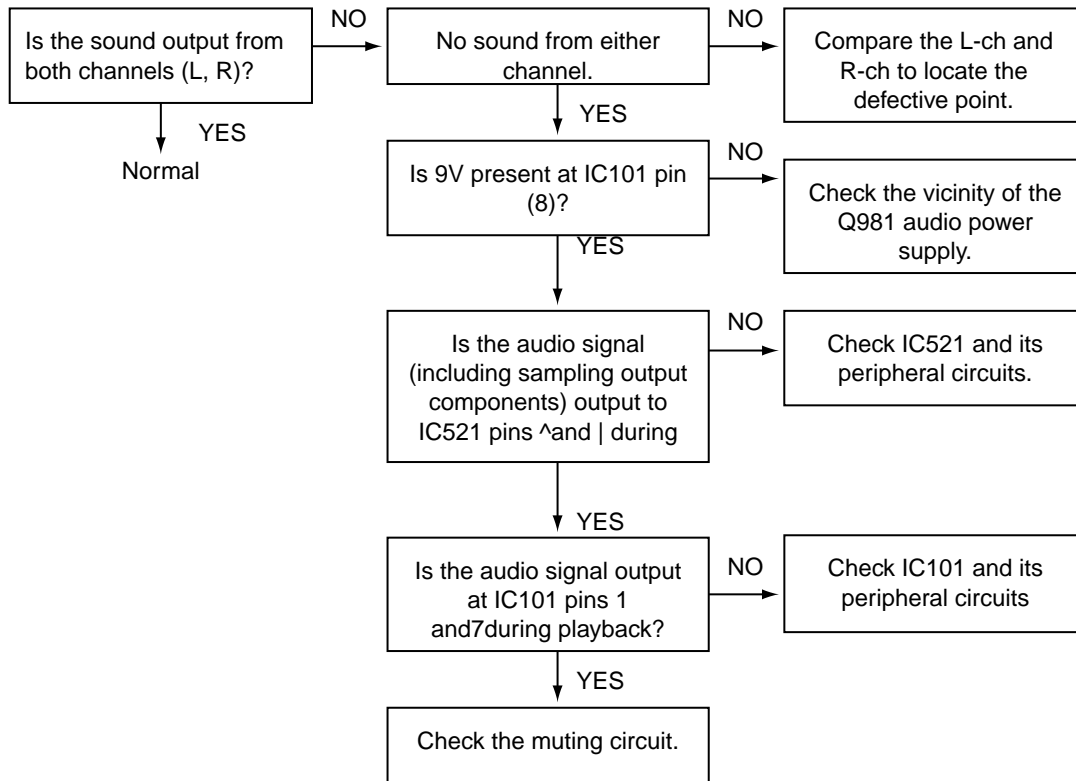 Is the sound output from
both channels (L, R)?
NO
No sound from either
channel.
NO
Compare the L-ch and
R-ch to locate the
defective point.
YES
Normal
YES
Is 9V present at IC101 pin
(8)?
NO
Check the vicinity of the
Q981 audio power
supply.
YES
Is the audio signal
(including sampling output
components) output to
IC521 pins ^and | during
NO
Check IC521 and its
peripheral circuits.
YES
Is the audio signal output
at IC101 pins 1
and7during playback?
NO
Check IC101 and its
peripheral circuits
YES
Check the muting circuit.